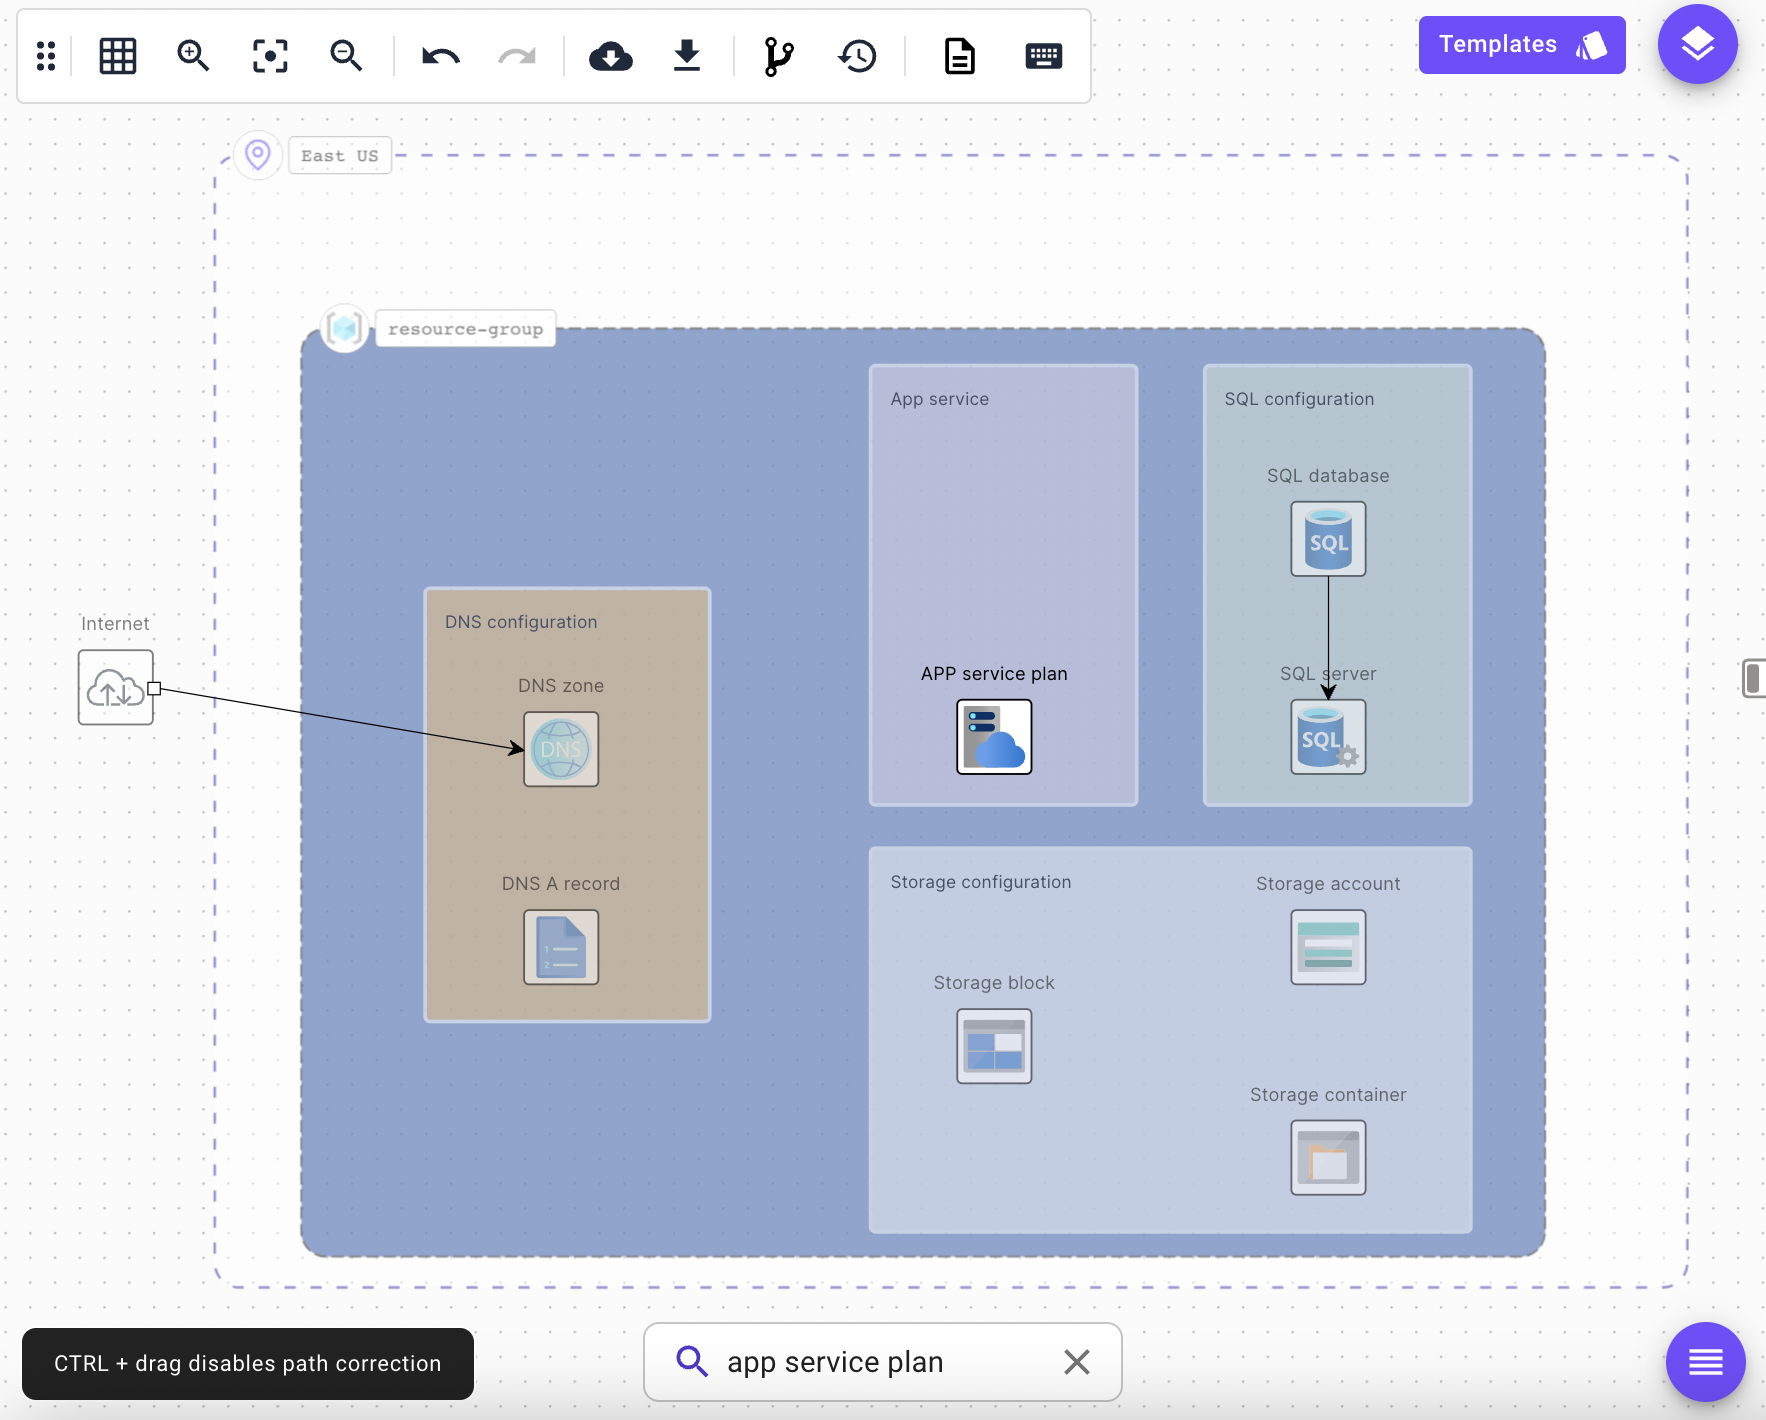 Templates
East US
resource-group
App service
SQL configuration
SQL database
SQL
DNS configuration
Internet
DNS zone
DNS
APP service plan
SQL server
SQL
DNS A record
1
2
Storage configuration
Storage account
Storage block
Storage container
CTRL + drag disables path correction
app service plan